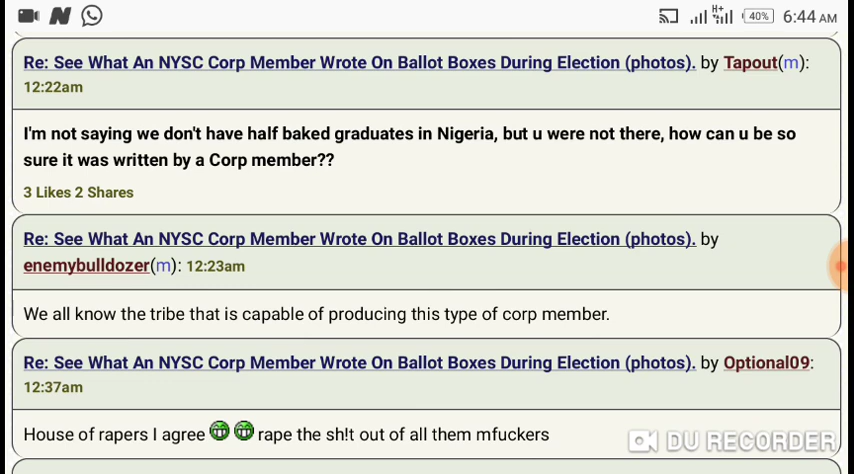 H+
40% 6:44 AM
Re: See What An NYSC Corp Member Wrote On Ballot Boxes During Election (photos). by Tapout(m):
12:22am
I'm not saying we don't have half baked graduates in Nigeria, but u were not there, how can u be so
sure it was written by a Corp member??
3 Likes 2 Shares
Re: See What An NYSC Corp Member Wrote On Ballot Boxes During Election (photos). by
enemybulldozer(m): 12:23am
We all know the tribe that is capable of producing this type of corp member.
Re: See What An NYSC Corp Member Wrote On Ballot Boxes During Election (photos). by Optional09:
12:37am
House of rapers I agree rape the sh!t out of all them mfuckers
DU RECORDER